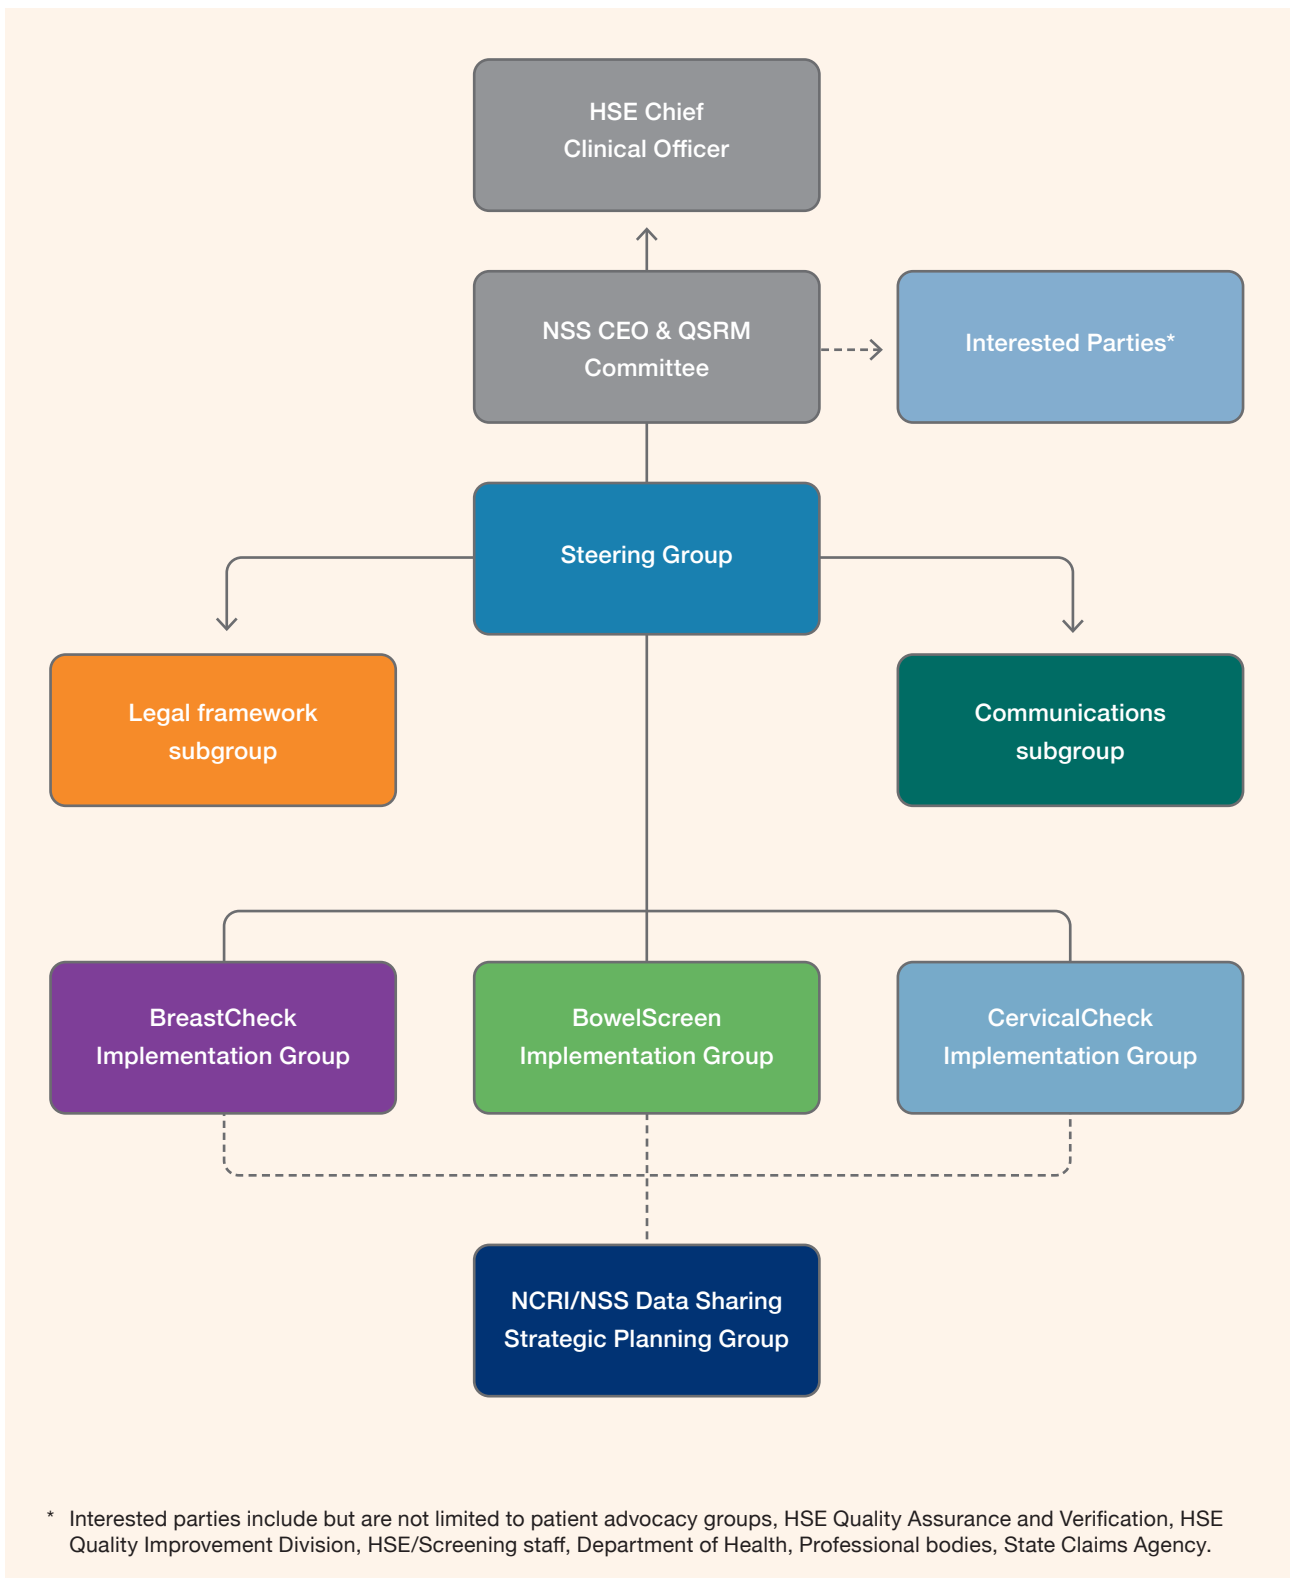 HSE Chief
Clinical Officer
NSS CEO & QSRM
Committee
Interested Parties*
Steering Group
Legal framework
subgroup
Communications
subgroup
BreastCheck
Implementation Group
BowelScreen
Implementation Group
CervicalCheck
Implementation Group
NCRI/NSS Data Sharing
Strategic Planning Group
* Interested parties include but are not limited to patient advocacy groups, HSE Quality Assurance and Verification, HSE
Quality Improvement Division, HSE/Screening staff, Department of Health, Professional bodies, State Claims Agency.